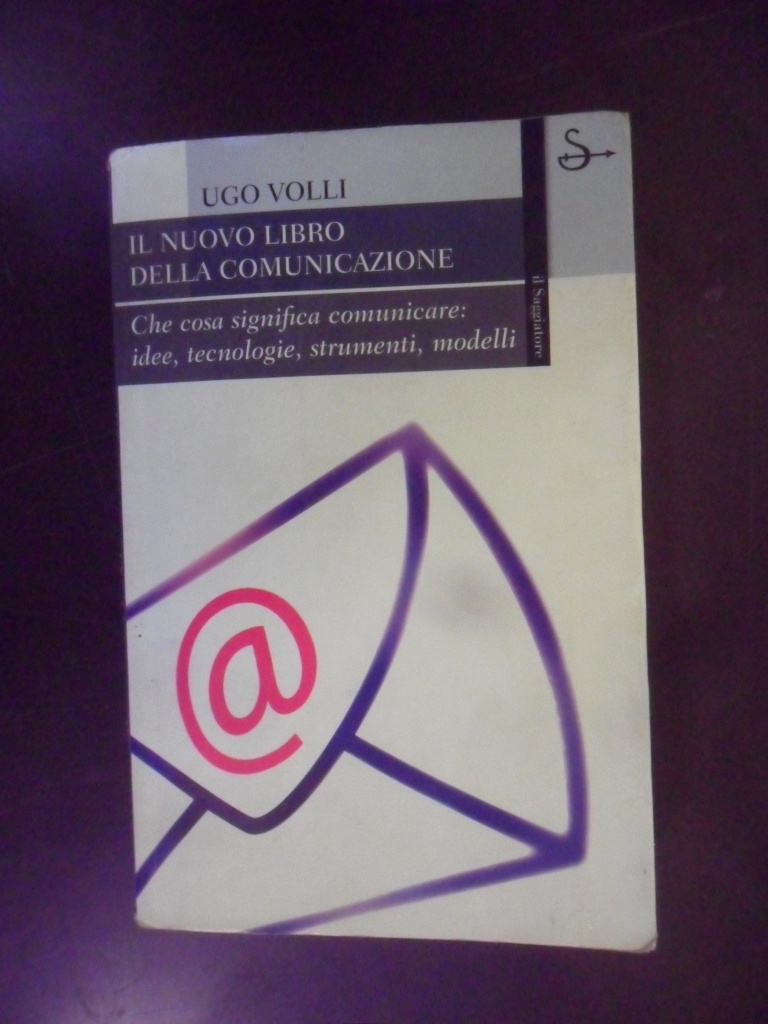 UGO VOLLI
IL NUOVO LIBRO
DELLA COMUNICAZIONE
Che cosa significa comunicare:
idee, tecnologie, strumenti, modelli
il Saggiatore
S
@